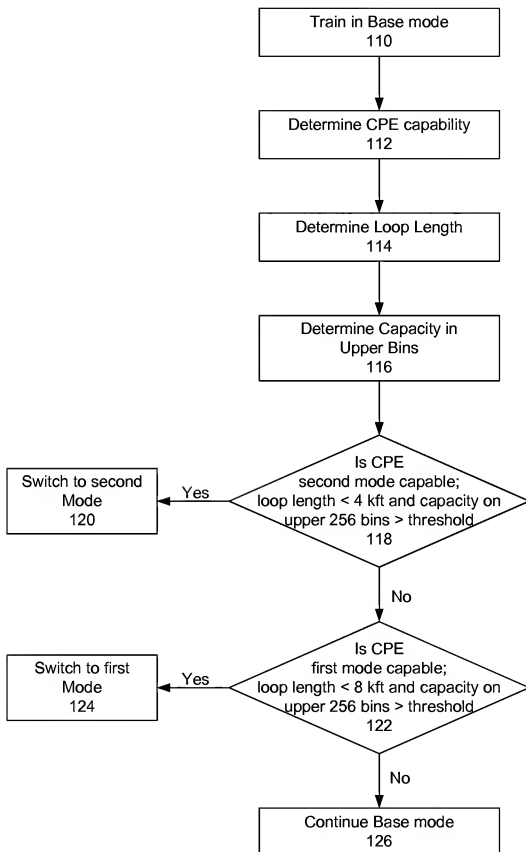 Train in Base mode
110
Determine CPE capability
112
Determine Loop Length
114
Determine Capacity in
Upper Bins
116
Is CPE
second mode capable;
loop length < 4 kft and capacity on
upper 256 bins > threshold
118
Yes
Switch to second
Mode
120
No
Is CPE
first mode capable;
loop length < 8 kft and capacity on
upper 256 bins > threshold
122
Yes
Switch to first
Mode
124
No
Continue Base mode
126